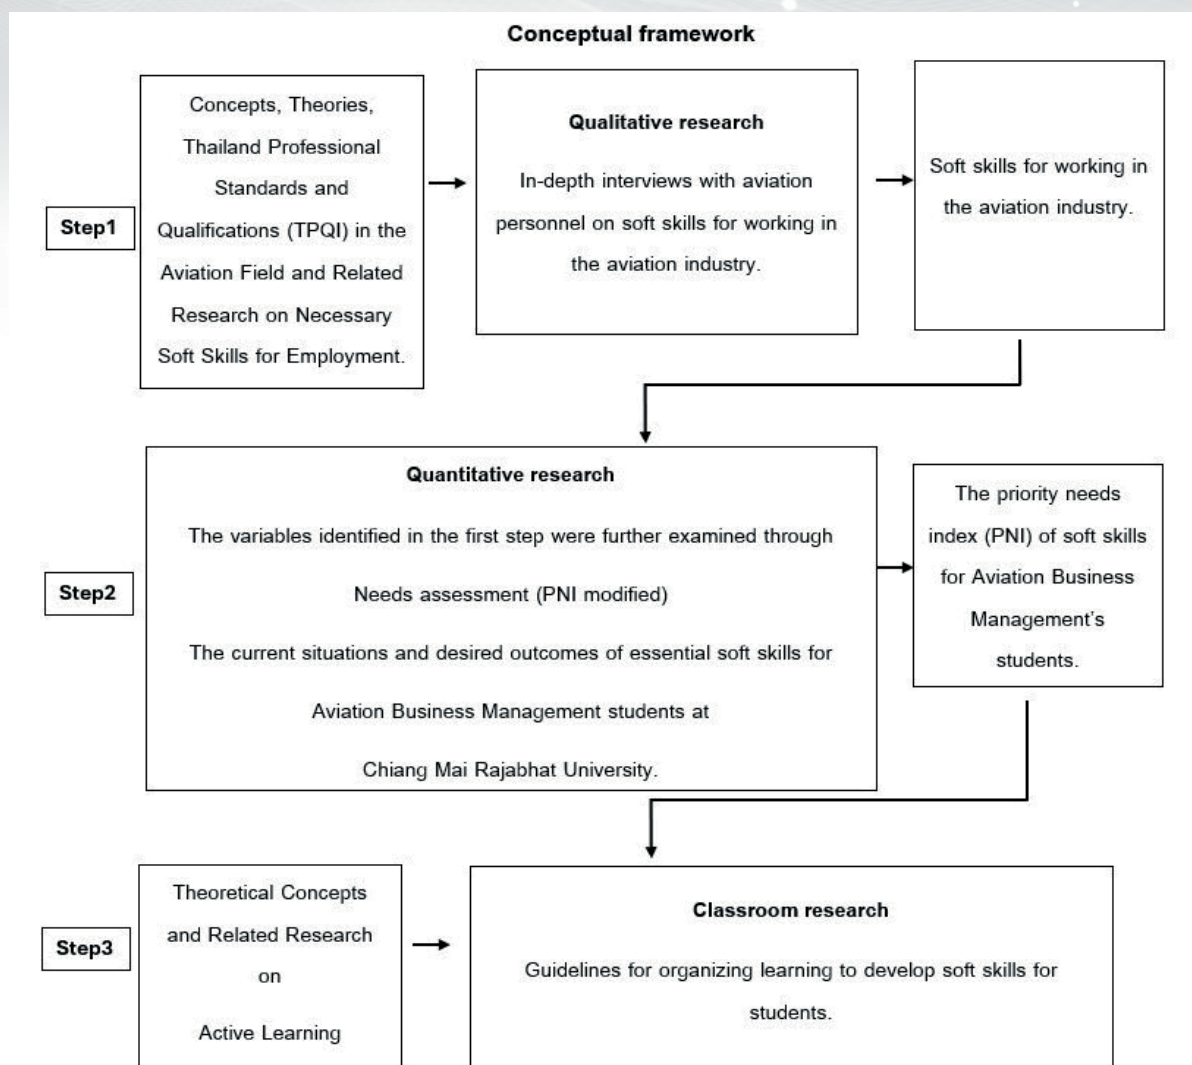 Conceptual framework
Step1
Concepts, Theories,
Thailand Professional
Standards and
Qualifications (TPQI) in the
Aviation Field and Related
Research on Necessary
Soft Skills for Employment.
Qualitative research
In-depth interviews with aviation
personnel on soft skills for working in
the aviation industry.
Soft skills for working in
the aviation industry.
Step2
Quantitative research
The variables identified in the first step were further examined through
Needs assessment (PNI modified)
The current situations and desired outcomes of essential soft skills for
Aviation Business Management students at
Chiang Mai Rajabhat University.
The priority needs
index (PNI) of soft skills
for Aviation Business
Management's
students.
Step3
Theoretical Concepts
and Related Research
on
Active Learning
Classroom research
Guidelines for organizing learning to develop soft skills for
students.